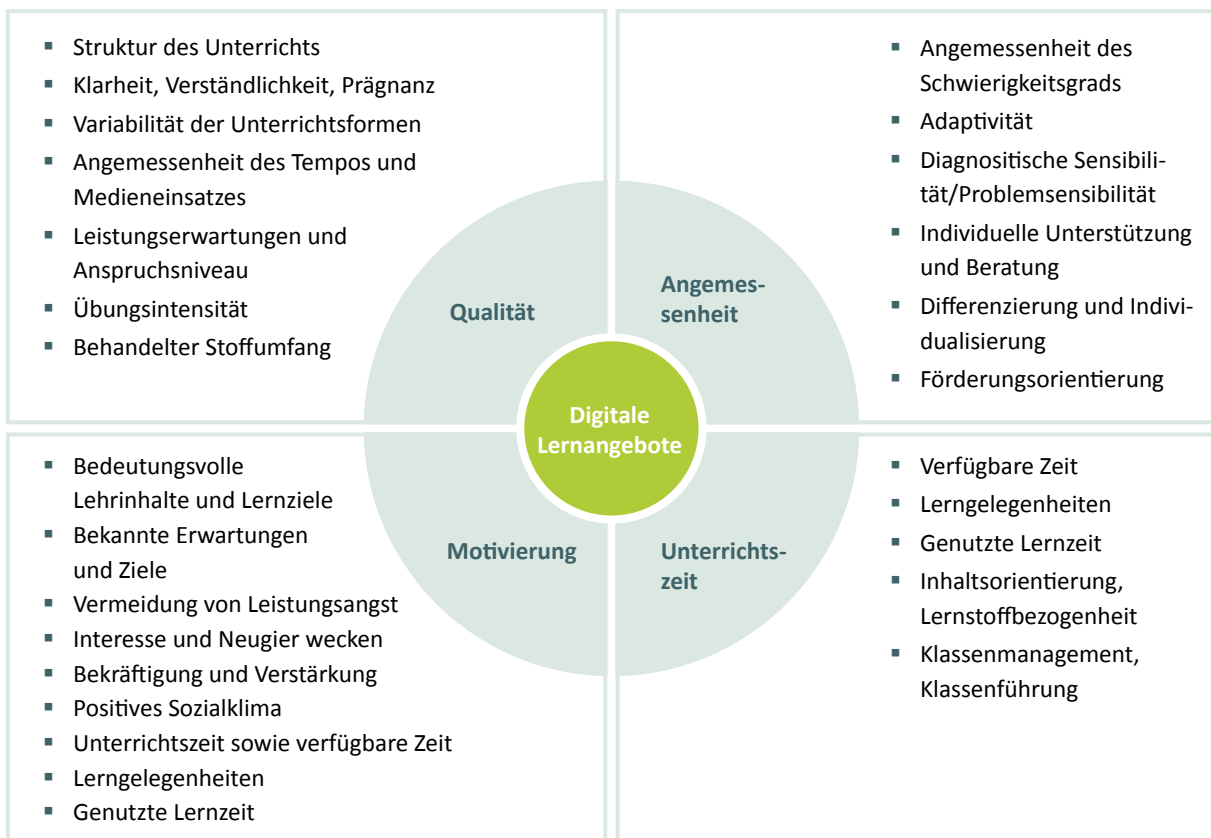 ▪ Struktur des Unterrichts
▪ Klarheit, Verständlichkeit, Prägnanz
▪ Variabilität der Unterrichtsformen
▪ Angemessenheit des Tempos und
Medieneinsatzes
▪ Leistungserwartungen und
Anspruchsniveau
▪ Übungsintensität
▪ Behandelter Stoffumfang
Qualität
▪ Angemessenheit des
Schwierigkeitsgrads
▪ Adaptivität
▪ Diagnositische Sensibili-
tät/Problemsensibilität
▪ Individuelle Unterstützung
und Beratung
▪ Differenzierung und Indivi-
dualisierung
▪ Förderungsorientierung
Angemes-
senheit
Digitale
Lernangebote
▪ Bedeutungsvolle
Lehrinhalte und Lernziele
▪ Bekannte Erwartungen
und Ziele
▪ Vermeidung von Leistungsangst
▪ Interesse und Neugier wecken
▪ Bekräftigung und Verstärkung
▪ Positives Sozialklima
▪ Unterrichtszeit sowie verfügbare Zeit
▪ Lerngelegenheiten
▪ Genutzte Lernzeit
Motivierung
Unterrichts-
zeit
▪ Verfügbare Zeit
▪ Lerngelegenheiten
▪ Genutzte Lernzeit
▪ Inhaltsorientierung,
Lernstoffbezogenheit
▪ Klassenmanagement,
Klassenführung